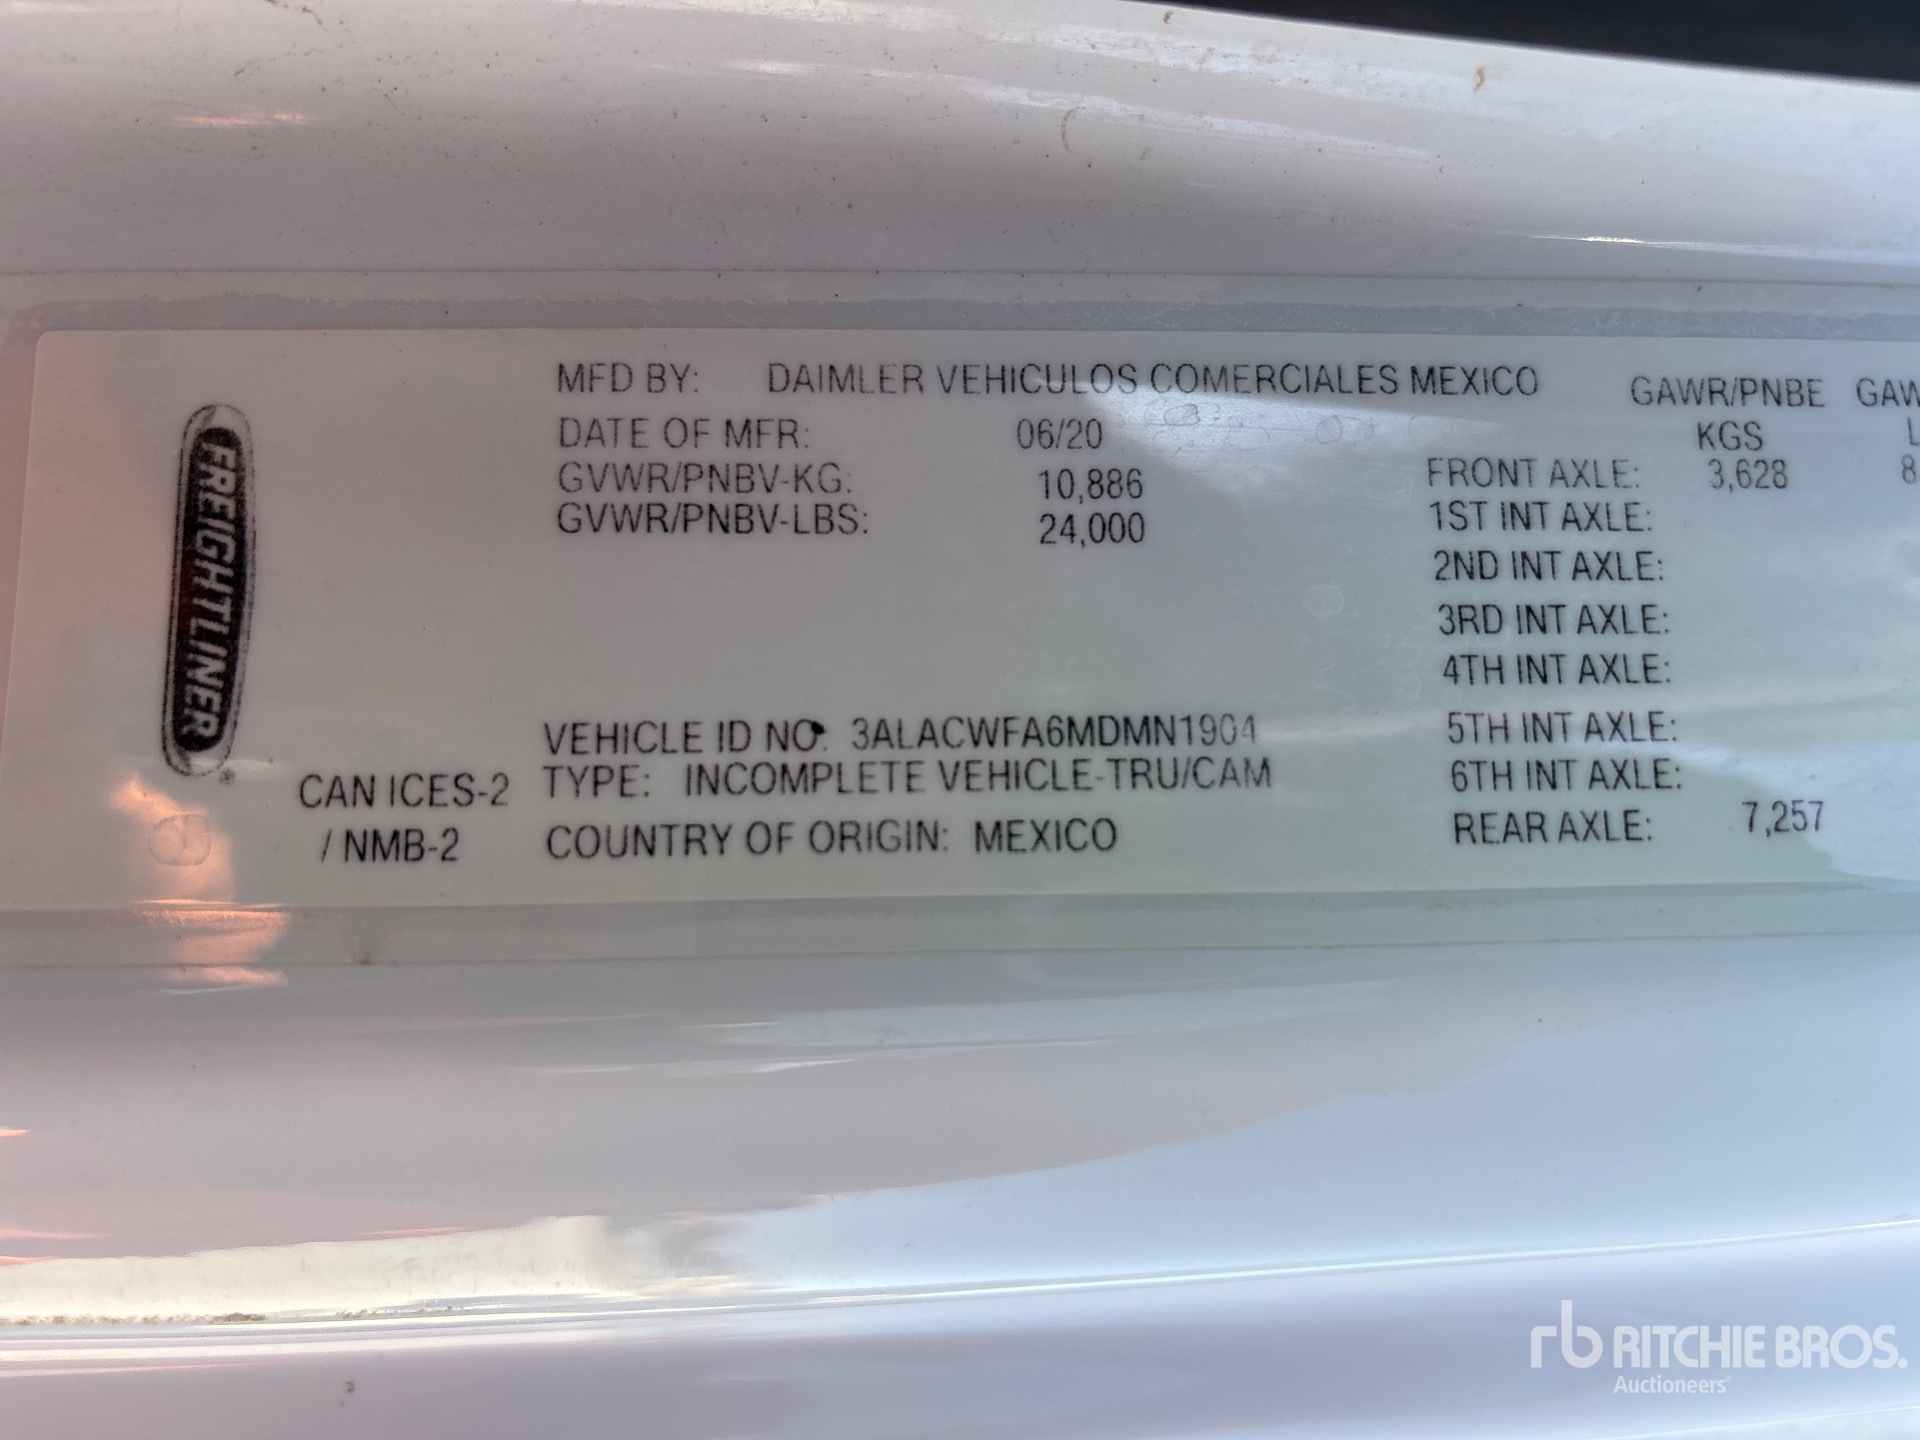 FREIGHTLINER®
MFD BY: DAIMLER VEHICULOS COMERCIALES MEXICO
DATE OF MFR: 06/20
GVWR/PNBV-KG: 10,886
GVWR/PNBV-LBS: 24,000
VEHICLE ID NO: 3ALACWFA6MDMN1904
TYPE: INCOMPLETE VEHICLE-TRU/CAM
COUNTRY OF ORIGIN: MEXICO
CAN ICES-2
/ NMB-2
GAWR/PNBE GAW
KGS L
FRONT AXLE: 3,628 8
1ST INT AXLE:
2ND INT AXLE:
3RD INT AXLE:
4TH INT AXLE:
5TH INT AXLE:
6TH INT AXLE:
REAR AXLE: 7,257
rb RITCHIE BROS.
Auctioneers®